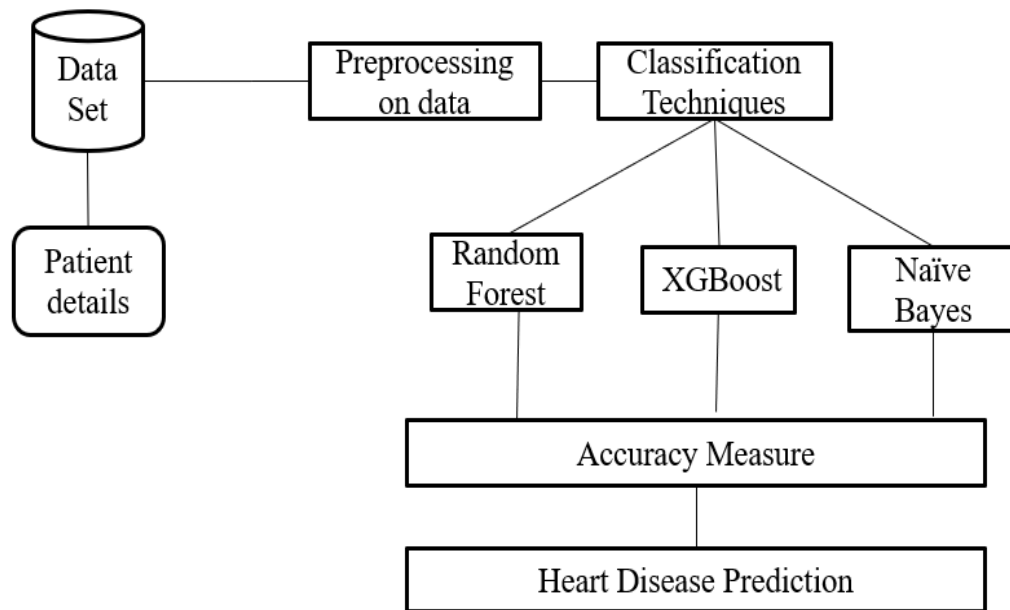 Data
Set
Preprocessing
on data
Classification
Techniques
Patient
details
Random
Forest
XGBoost
Naïve
Bayes
Accuracy Measure
Heart Disease Prediction